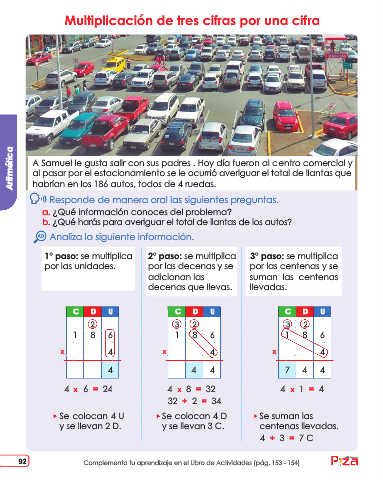 Multiplicación de tres cifras por una cifra
A Samuel le gusta salir con sus padres . Hoy día fueron al centro comercial y
al pasar por el estacionamiento se le ocurrió averiguar el total de llantas que
habrían en los 186 autos, todos de 4 ruedas.
Responde de manera oral las siguientes preguntas.
a. ¿Qué información conoces del problema?
b. ¿Qué harás para averiguar el total de llantas de los autos?
Analiza la siguiente información.
Aritmética
1º paso: se multiplica
por las unidades.
2º paso: se multiplica
por las decenas y se
adicionan las
decenas que llevas.
3º paso: se multiplica
por las centenas y se
suman las centenas
llevadas.
C D U
2
1 8 6
x 4
4
4 x 6 = 24
Se colocan 4 U
y se llevan 2 D.
C D U
3 2
1 8 6
x 4
4 4
4 x 8 = 32
32 + 2 = 34
Se colocan 4 D
y se llevan 3 C.
C D U
3 2
1 8 6
x 4
7 4 4
4 x 1 = 4
Se suman las
centenas llevadas.
4 + 3 = 7 C
92
Complementa tu aprendizaje en el Libro de Actividades (pág. 153 - 154)